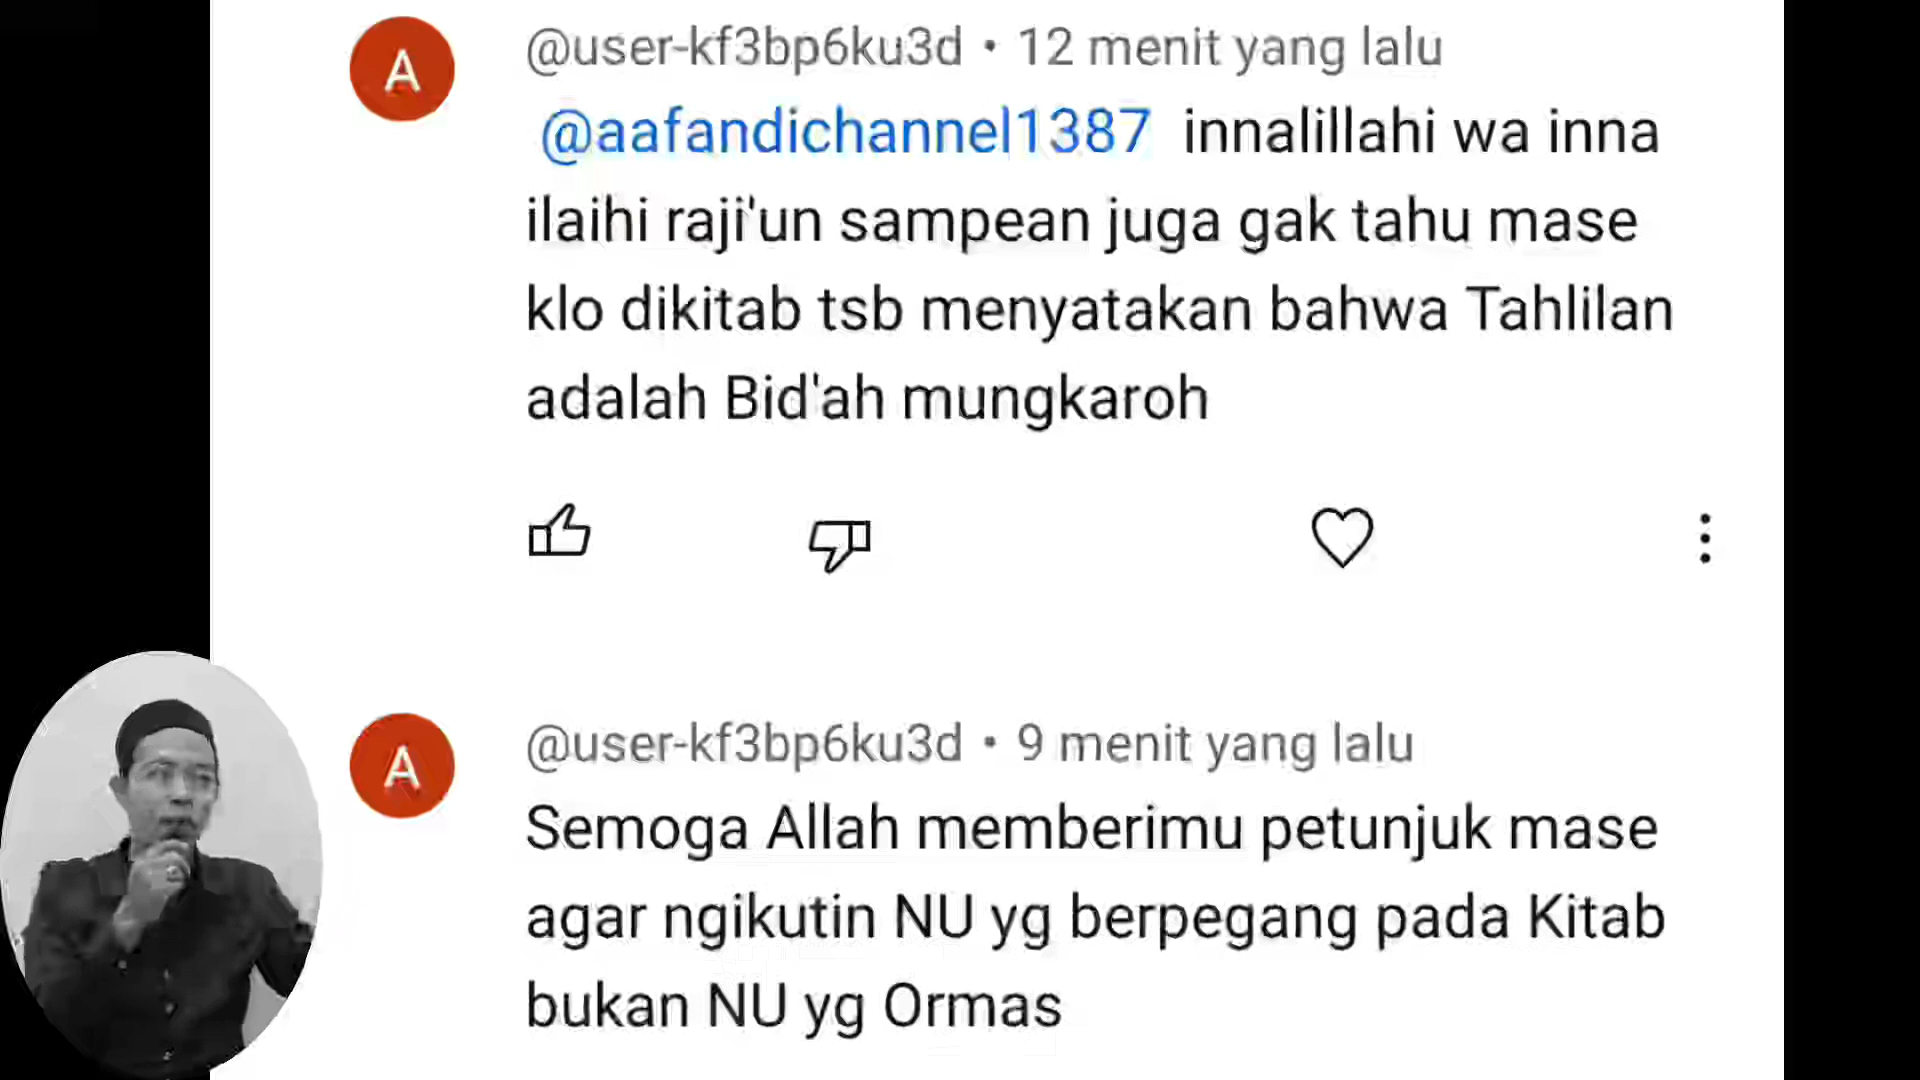 A
@user-kf3bp6ku3d • 12 menit yang lalu
@aafandichannel1387 innalillahi wa inna
ilaihi raji'un sampean juga gak tahu mase
klo dikitab tsb menyatakan bahwa Tahlilan
adalah Bid'ah mungkaroh
A
@user-kf3bp6ku3d • 9 menit yang lalu
Semoga Allah memberimu petunjuk mase
agar ngikutin NU yg berpegang pada Kitab
bukan NU yg Ormas